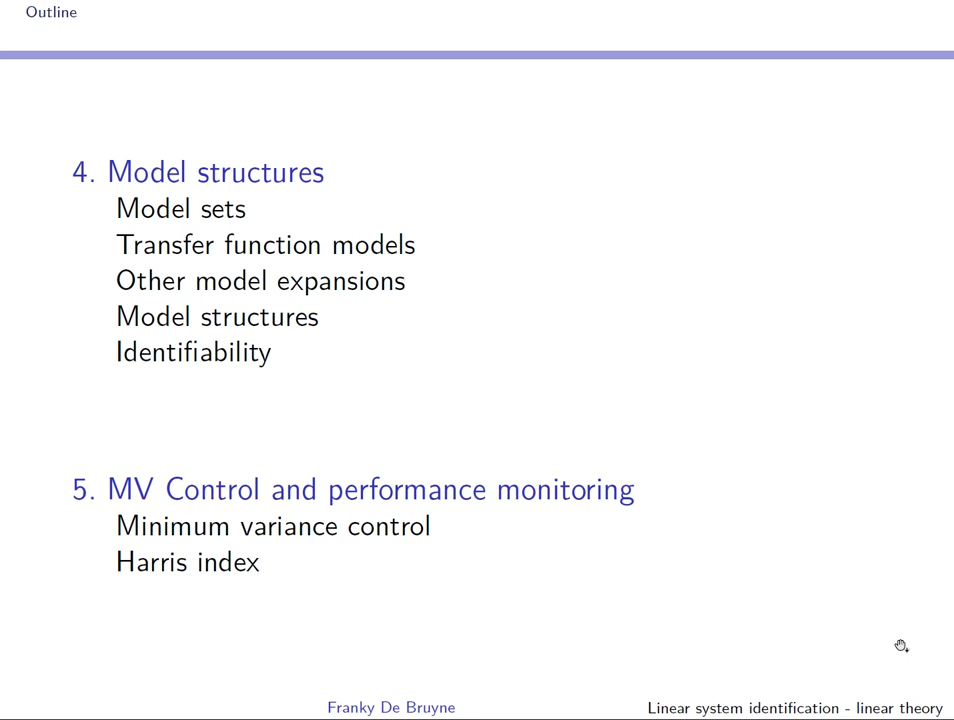 Outline
4. Model structures
Model sets
Transfer function models
Other model expansions
Model structures
Identifiability
5. MV Control and performance monitoring
Minimum variance control
Harris index
Franky De Bruyne
Linear system identification - linear theory